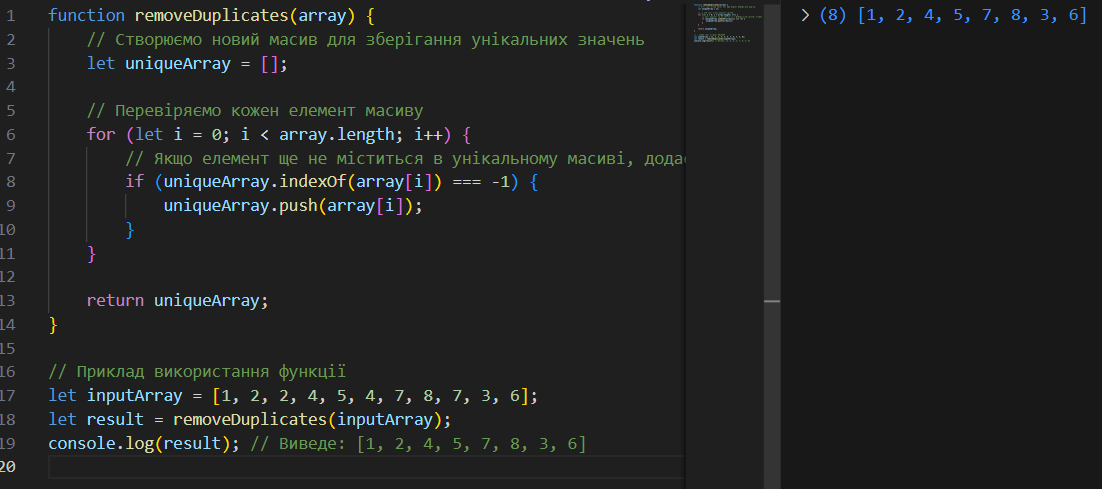 1 function removeDuplicates(array) {
2 // Створюємо новий масив для зберігання унікальних значень
3 let uniqueArray = [];
4
5 // Перевіряємо кожен елемент масиву
6 for (let i = 0; i < array.length; i++) {
7 // Якщо елемент ще не міститься в унікальному масиві, дода
8 if (uniqueArray.indexOf(array[i]) === -1) {
9 uniqueArray.push(array[i]);
10 }
11 }
12
13 return uniqueArray;
14 }
15
16 // Приклад використання функції
17 let inputArray = [1, 2, 2, 4, 5, 4, 7, 8, 7, 3, 6];
18 let result = removeDuplicates(inputArray);
19 console.log(result); // Виведе: [1, 2, 4, 5, 7, 8, 3, 6]
20
> (8) [1, 2, 4, 5, 7, 8, 3, 6]